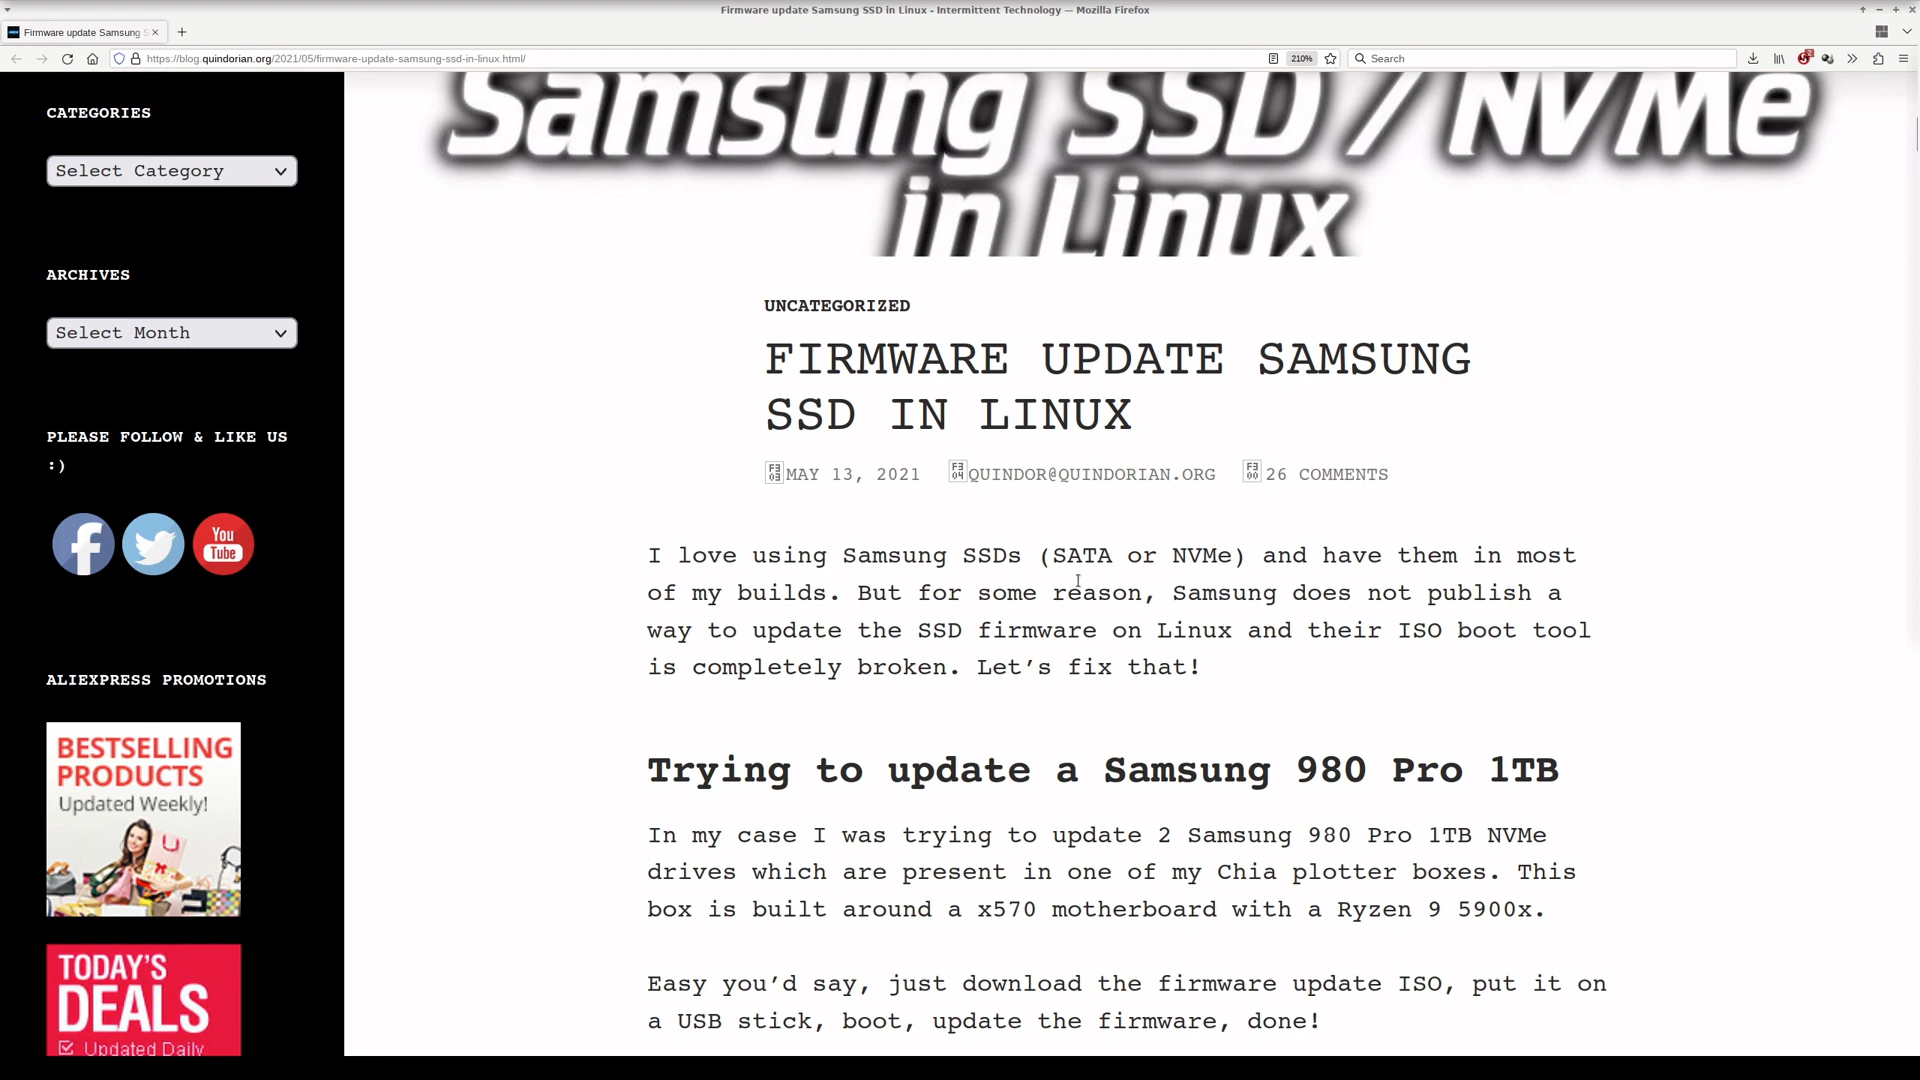 Firmware update Samsung SSD in Linux - Intermittent Technology — Mozilla Firefox
Firmware update Samsung S
https://blog.quindorian.org/2021/05/firmware-update-samsung-ssd-in-linux.html/
210%
Search
2
CATEGORIES
Select Category
ARCHIVES
Select Month
PLEASE FOLLOW & LIKE US
:)
You
Tube
ALIEXPRESS PROMOTIONS
BESTSELLING
PRODUCTS
Updated Weekly!
TODAY'S
DEALS
Updated Daily
Samsung SSD / NVMe
in Linux
UNCATEGORIZED
FIRMWARE UPDATE SAMSUNG
SSD IN LINUX
MAY 13, 2021 QUINDOR@QUINDORIAN.ORG 26 COMMENTS
I love using Samsung SSDs (SATA or NVMe) and have them in most
of my builds. But for some reason, Samsung does not publish a
way to update the SSD firmware on Linux and their ISO boot tool
is completely broken. Let’s fix that!
Trying to update a Samsung 980 Pro 1TB
In my case I was trying to update 2 Samsung 980 Pro 1TB NVMe
drives which are present in one of my Chia plotter boxes. This
box is built around a x570 motherboard with a Ryzen 9 5900x.
Easy you’d say, just download the firmware update ISO, put it on
a USB stick, boot, update the firmware, done!